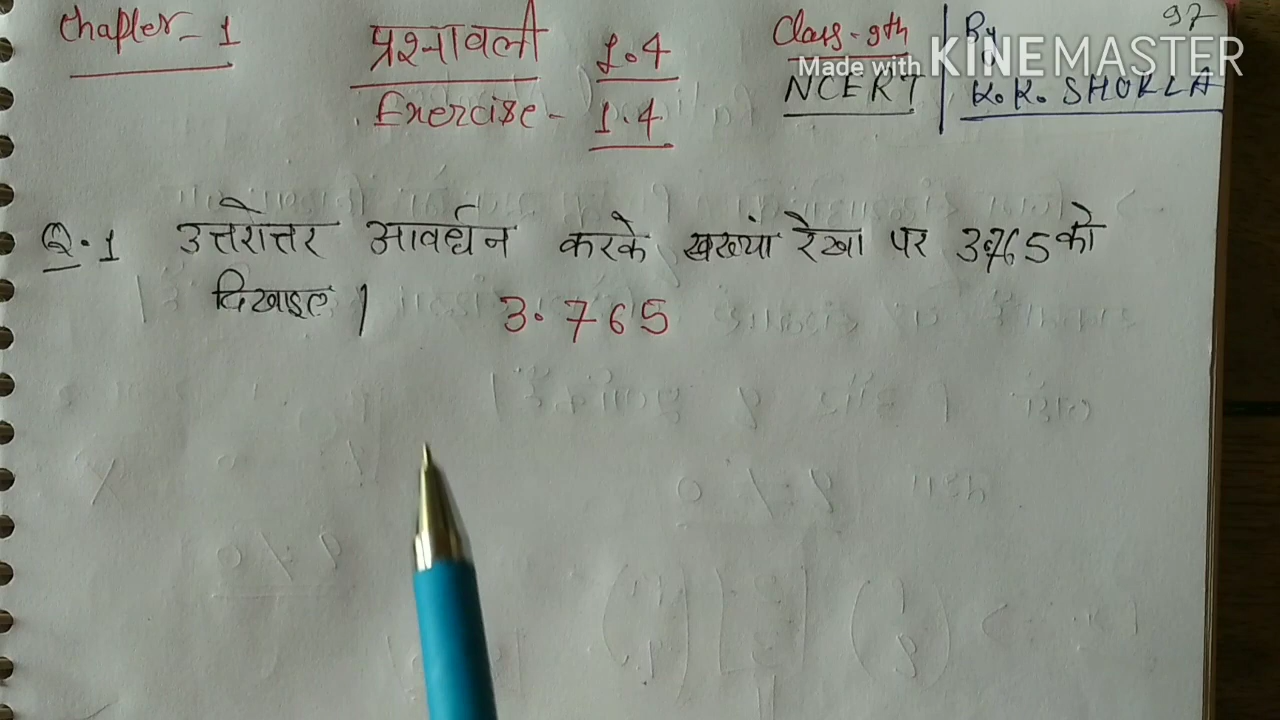 Chapter - 1
प्रश्नावली 1.4
Exercise - 1.4
Class - 9th
NCERT
97
By
K.K. SHUKLA
Made with KINEMASTER
Q.1 उत्तरोत्तर आवर्धन करके संख्या रेखा पर 3.765 को
दिखाइए । 3.765